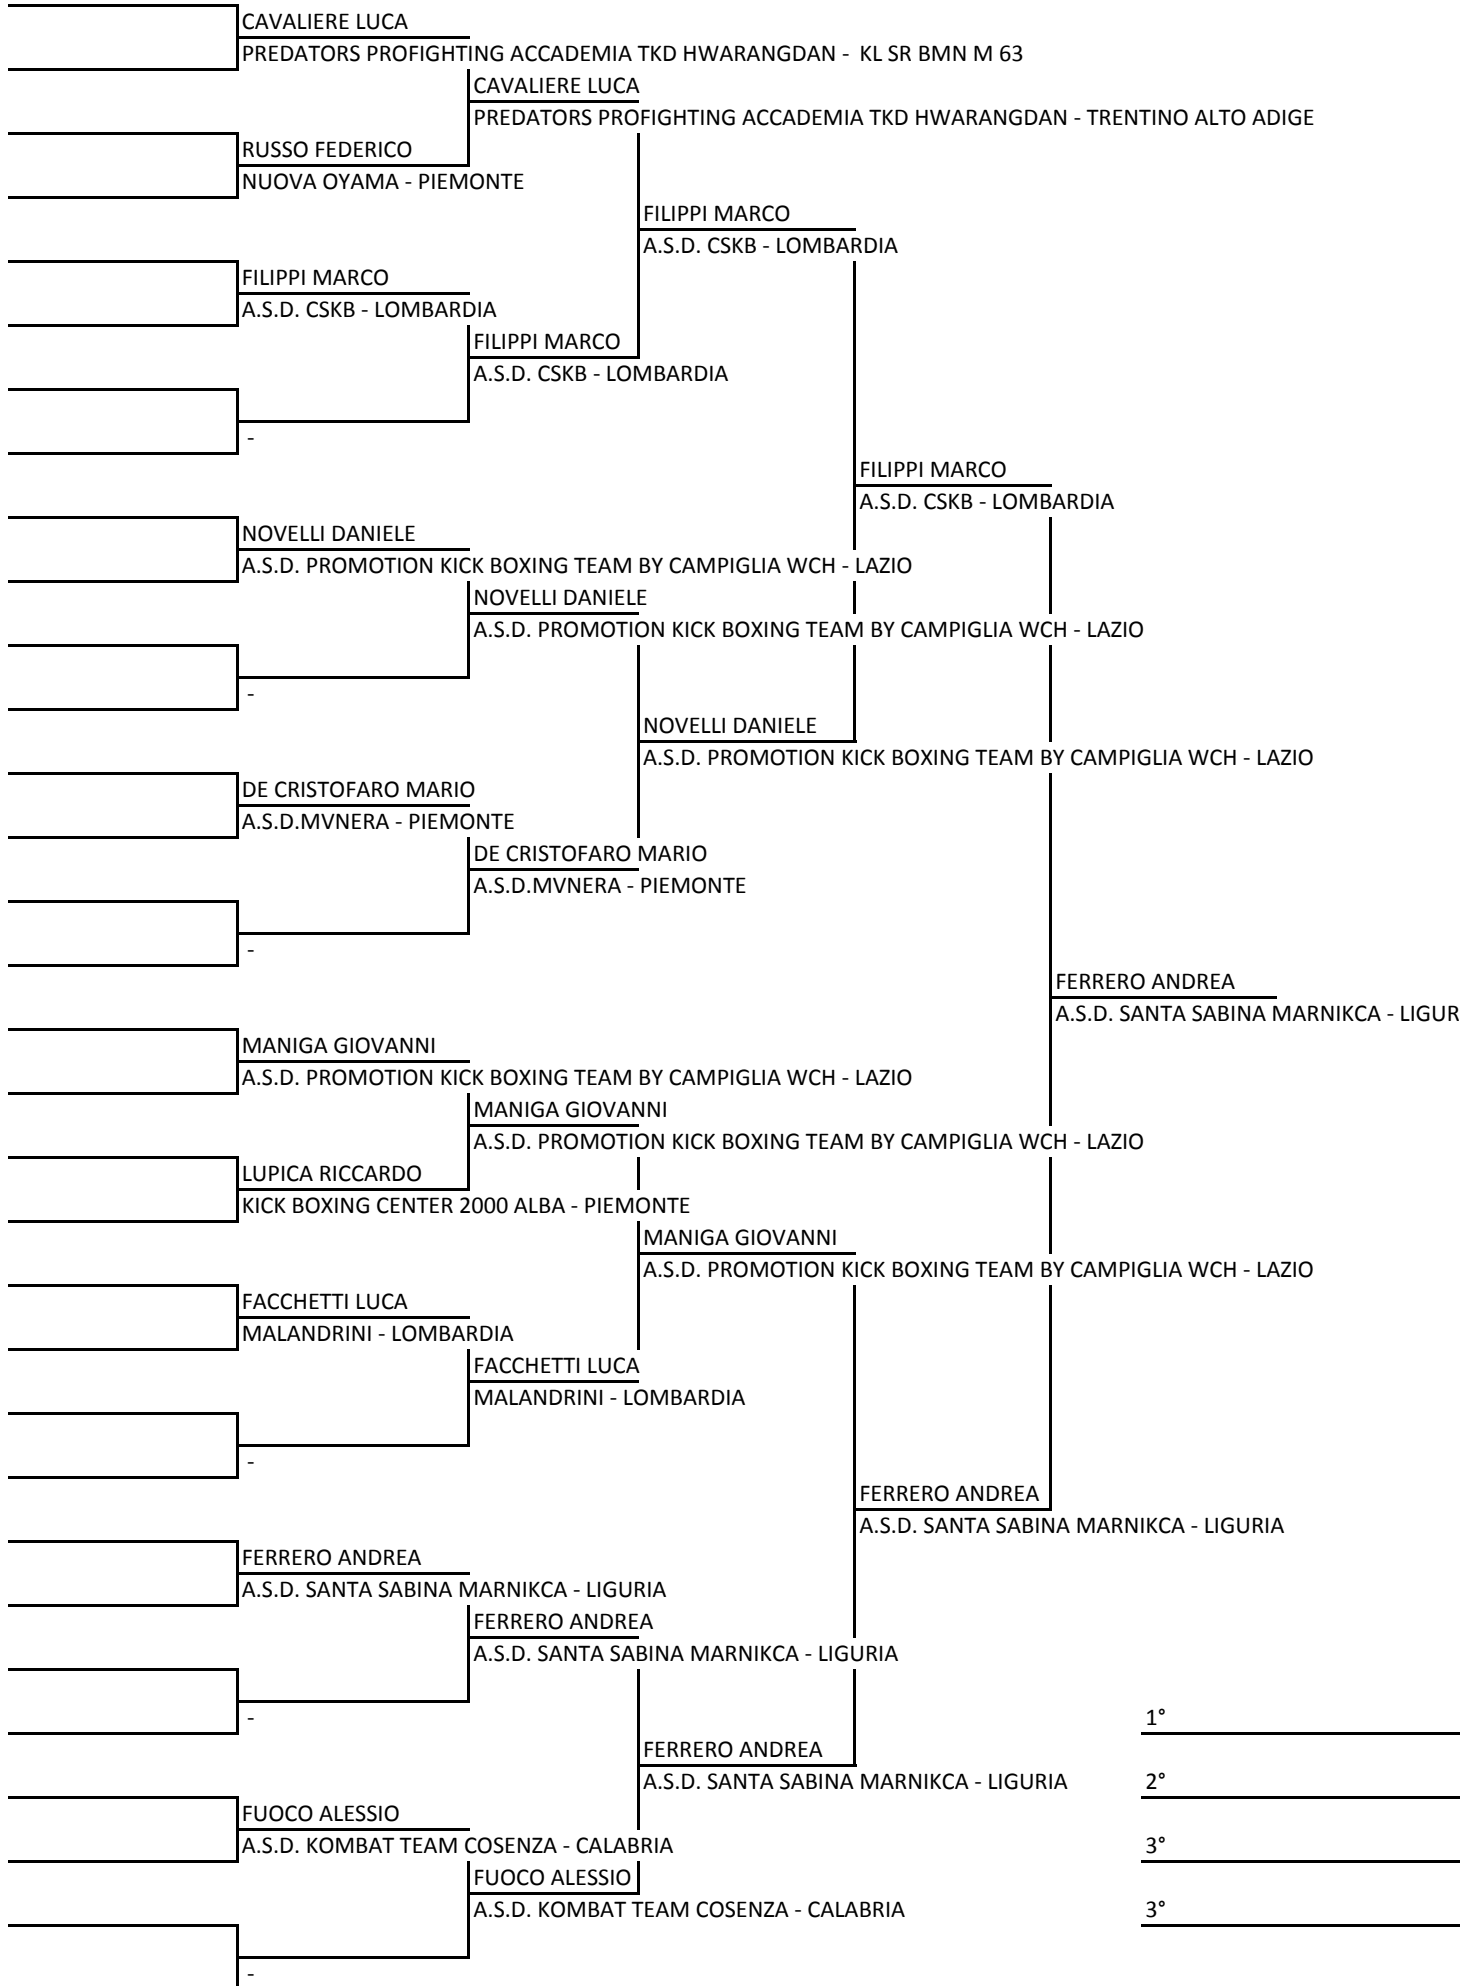 CAVALIERE LUCA
PREDATORS PROFIGHTING ACCADEMIA TKD HWARANGDAN -  KL SR BMN M 63
CAVALIERE LUCA
PREDATORS PROFIGHTING ACCADEMIA TKD HWARANGDAN - TRENTINO ALTO ADIGE
RUSSO FEDERICO
NUOVA OYAMA - PIEMONTE
FILIPPI MARCO
A.S.D. CSKB - LOMBARDIA
FILIPPI MARCO
A.S.D. CSKB - LOMBARDIA
FILIPPI MARCO
A.S.D. CSKB - LOMBARDIA
-
FILIPPI MARCO
A.S.D. CSKB - LOMBARDIA
NOVELLI DANIELE
A.S.D. PROMOTION KICK BOXING TEAM BY CAMPIGLIA WCH - LAZIO
NOVELLI DANIELE
A.S.D. PROMOTION KICK BOXING TEAM BY CAMPIGLIA WCH - LAZIO
-
NOVELLI DANIELE
A.S.D. PROMOTION KICK BOXING TEAM BY CAMPIGLIA WCH - LAZIO
DE CRISTOFARO MARIO
A.S.D.MVNERA - PIEMONTE
DE CRISTOFARO MARIO
A.S.D.MVNERA - PIEMONTE
-
FERRERO ANDREA
A.S.D. SANTA SABINA MARNIKCA - LIGUR
MANIGA GIOVANNI
A.S.D. PROMOTION KICK BOXING TEAM BY CAMPIGLIA WCH - LAZIO
MANIGA GIOVANNI
A.S.D. PROMOTION KICK BOXING TEAM BY CAMPIGLIA WCH - LAZIO
LUPICA RICCARDO
KICK BOXING CENTER 2000 ALBA - PIEMONTE
MANIGA GIOVANNI
A.S.D. PROMOTION KICK BOXING TEAM BY CAMPIGLIA WCH - LAZIO
FACCHETTI LUCA
MALANDRINI - LOMBARDIA
FACCHETTI LUCA
MALANDRINI - LOMBARDIA
-
FERRERO ANDREA
A.S.D. SANTA SABINA MARNIKCA - LIGURIA
FERRERO ANDREA
A.S.D. SANTA SABINA MARNIKCA - LIGURIA
FERRERO ANDREA
A.S.D. SANTA SABINA MARNIKCA - LIGURIA
-
1°
FERRERO ANDREA
A.S.D. SANTA SABINA MARNIKCA - LIGURIA
2°
FUOCO ALESSIO
A.S.D. KOMBAT TEAM COSENZA - CALABRIA
3°
FUOCO ALESSIO
A.S.D. KOMBAT TEAM COSENZA - CALABRIA
3°
-